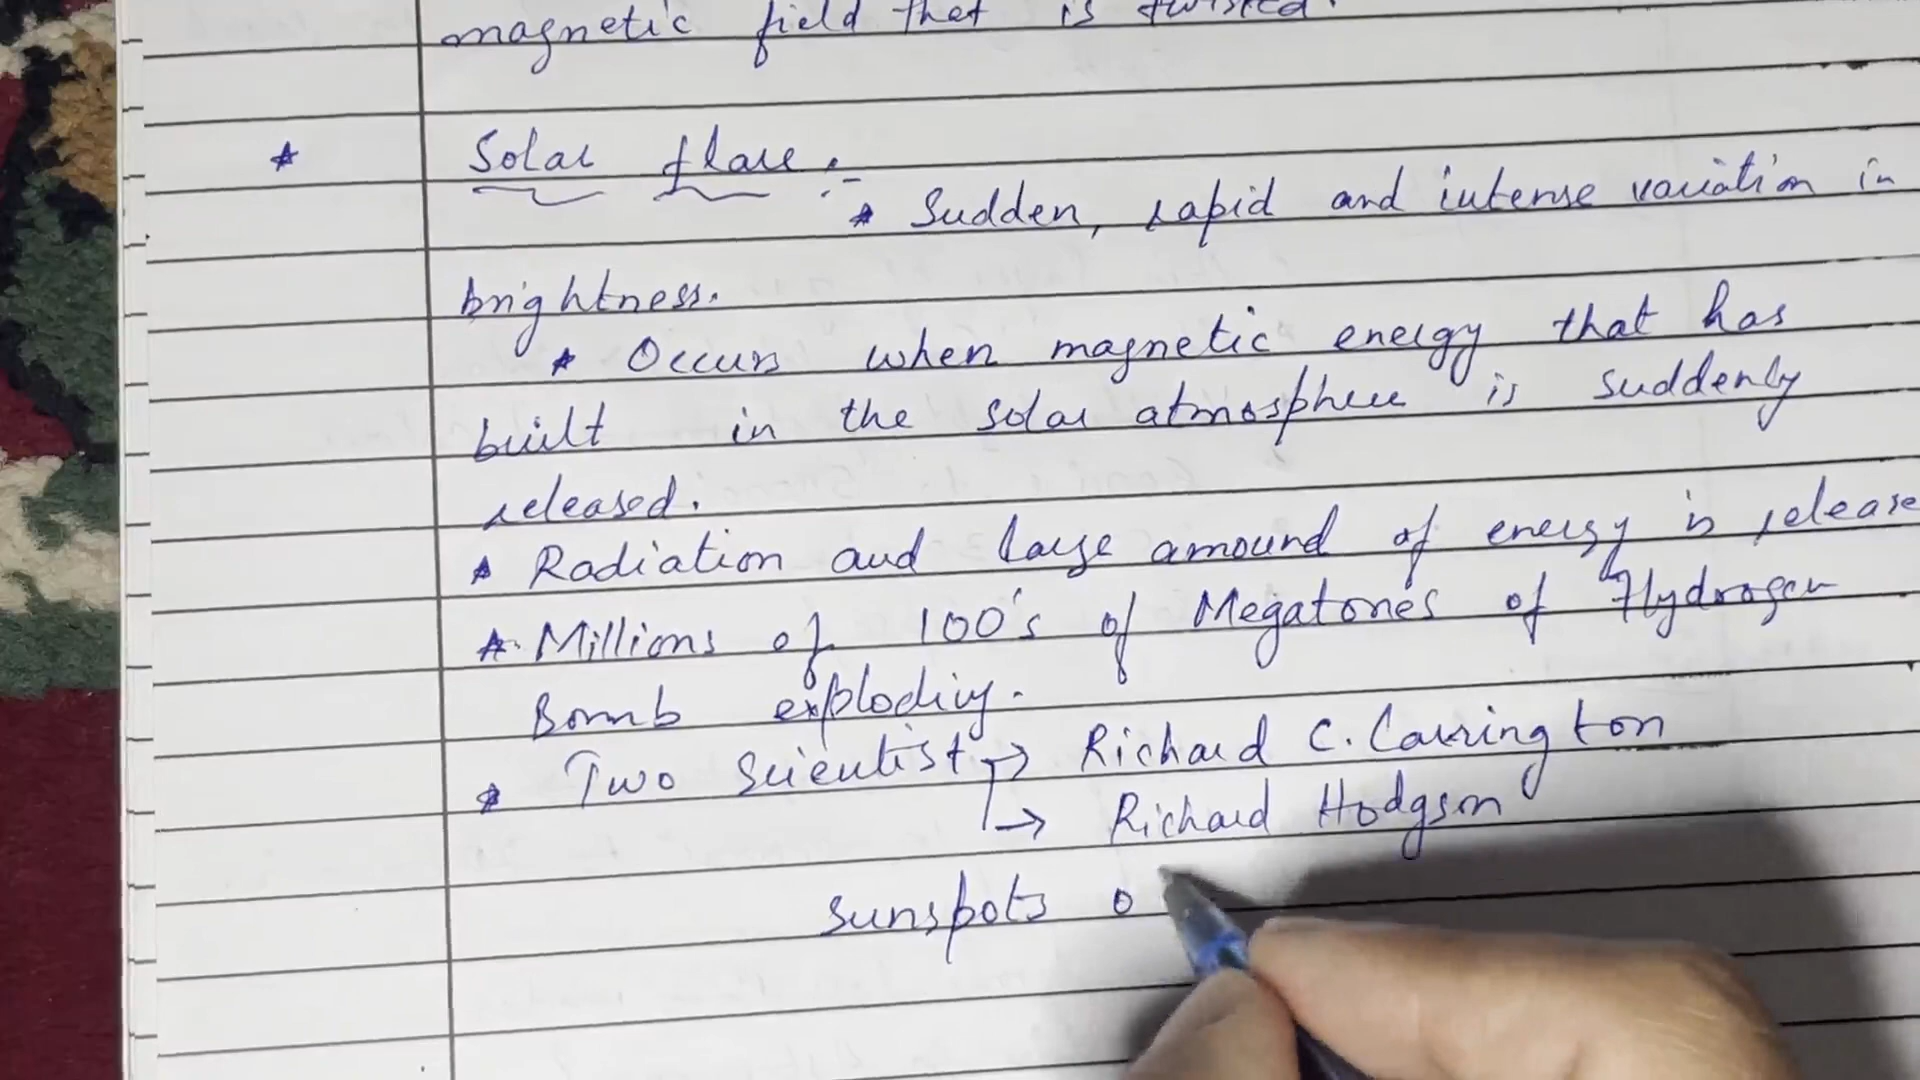 magnetic field that is twisted.
* Solar flare :-
* Sudden, rapid and intense variation in
brightness.
* Occurs when magnetic energy that has
built in the solar atmosphere is suddenly
released.
* Radiation and large amound of energy is release
* Millions of 100's of Megatones of Hydrogen
Bomb exploding.
* Two Scientist → Richard C. Carrington
→ Richard Hodgson
sunspots o